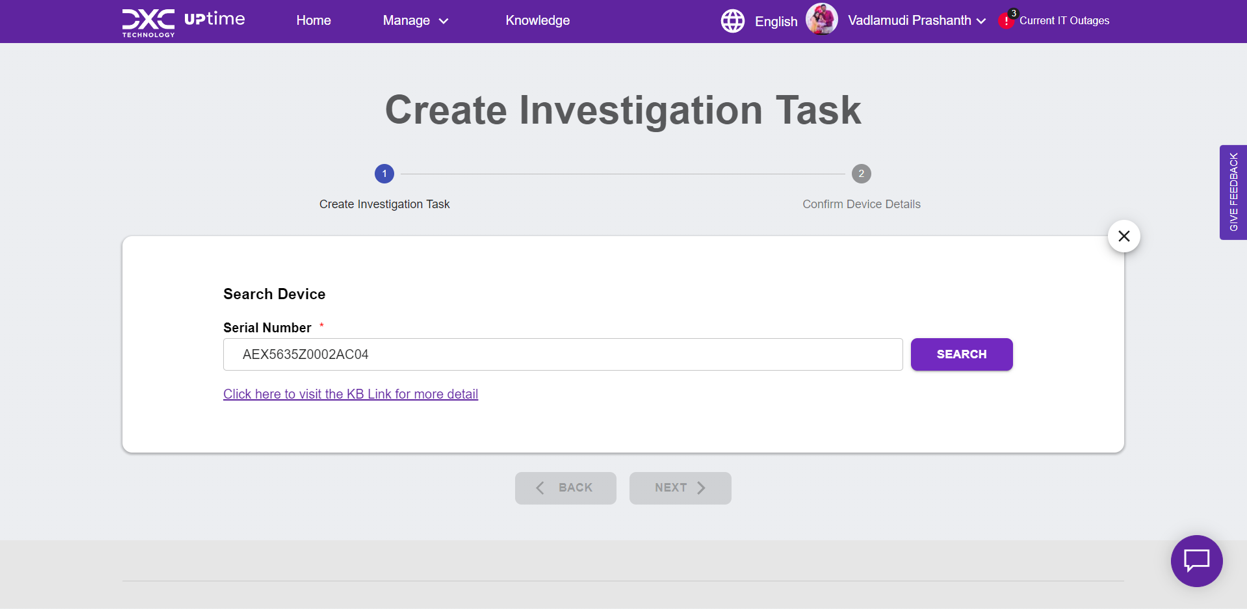 DXC TECHNOLOGY UPtime
Home
Manage
Knowledge
English
Vadlamudi Prashanth
! 3
Current IT Outages
Create Investigation Task
1
2
Create Investigation Task
Confirm Device Details
GIVE FEEDBACK
Search Device
Serial Number *
AEX5635Z0002AC04
SEARCH
Click here to visit the KB Link for more detail
BACK
NEXT